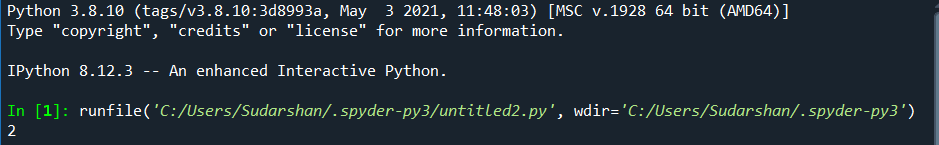 Python 3.8.10 (tags/v3.8.10:3d8993a, May  3 2021, 11:48:03) [MSC v.1928 64 bit (AMD64)]
Type "copyright", "credits" or "license" for more information.
IPython 8.12.3 -- An enhanced Interactive Python.
In [1]: runfile('C:/Users/Sudarshan/.spyder-py3/untitled2.py', wdir='C:/Users/Sudarshan/.spyder-py3')
2